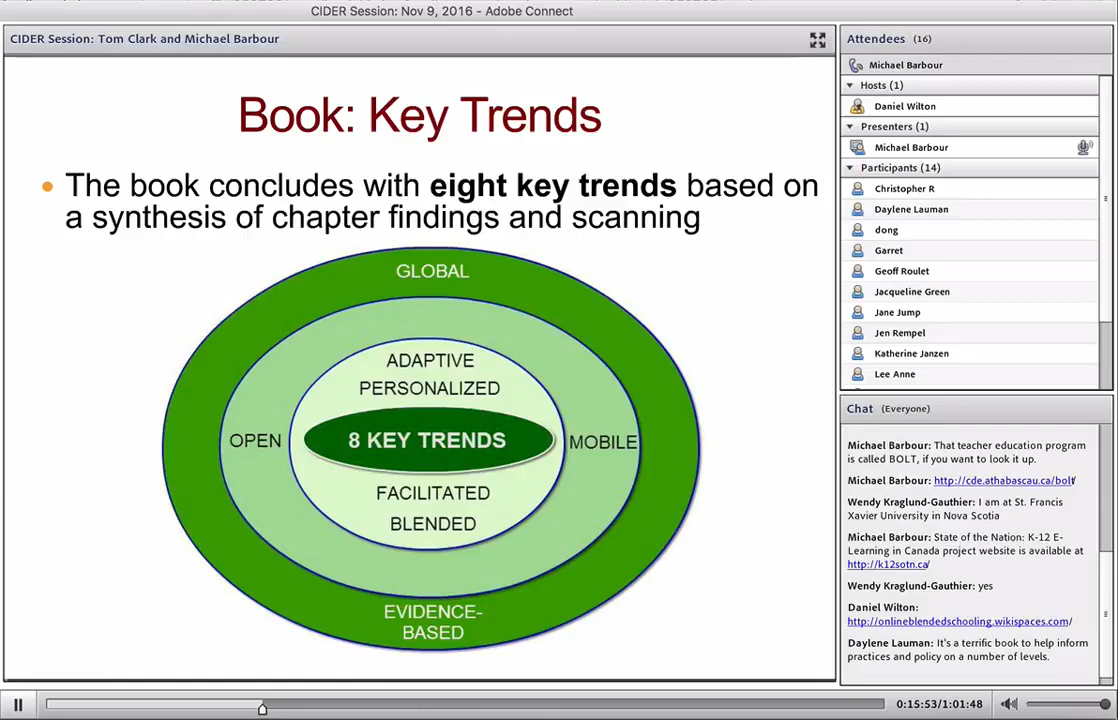 CIDER Session: Nov 9, 2016 - Adobe Connect
CIDER Session: Tom Clark and Michael Barbour
Book: Key Trends
The book concludes with eight key trends based on
a synthesis of chapter findings and scanning
GLOBAL
ADAPTIVE
PERSONALIZED
OPEN
8 KEY TRENDS
MOBILE
FACILITATED
BLENDED
EVIDENCE-
BASED
Attendees (16)
Michael Barbour
Hosts (1)
Daniel Wilton
Presenters (1)
Michael Barbour
Participants (14)
Christopher R
Daylene Lauman
dong
Garret
Geoff Roulet
Jacqueline Green
Jane Jump
Jen Rempel
Katherine Janzen
Lee Anne
Chat (Everyone)
Michael Barbour: That teacher education program
is called BOLT, if you want to look it up.
Michael Barbour: http://cde.athabascau.ca/bolt/
Wendy Kraglund-Gauthier: I am at St. Francis
Xavier University in Nova Scotia
Michael Barbour: State of the Nation: K-12 E-
Learning in Canada project website is available at
http://k12sotn.ca/
Wendy Kraglund-Gauthier: yes
Daniel Wilton:
http://onlineblendedschooling.wikispaces.com/
Daylene Lauman: It's a terrific book to help inform
practices and policy on a number of levels.
0:15:53/1:01:48